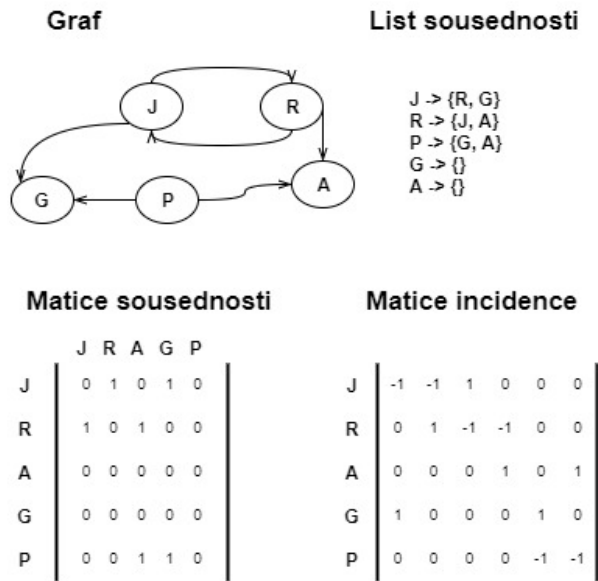 Graf
List sousednosti
J
R
G
P
A
J -> {R, G}
R -> {J, A}
P -> {G, A}
G -> {}
A -> {}
Matice sousednosti
J R A G P
J 0 1 0 1 0
R 1 0 1 0 0
A 0 0 0 0 0
G 0 0 0 0 0
P 0 0 1 1 0
Matice incidence
J -1 -1 1 0 0 0
R 0 1 -1 -1 0 0
A 0 0 0 1 0 1
G 1 0 0 0 1 0
P 0 0 0 0 -1 -1